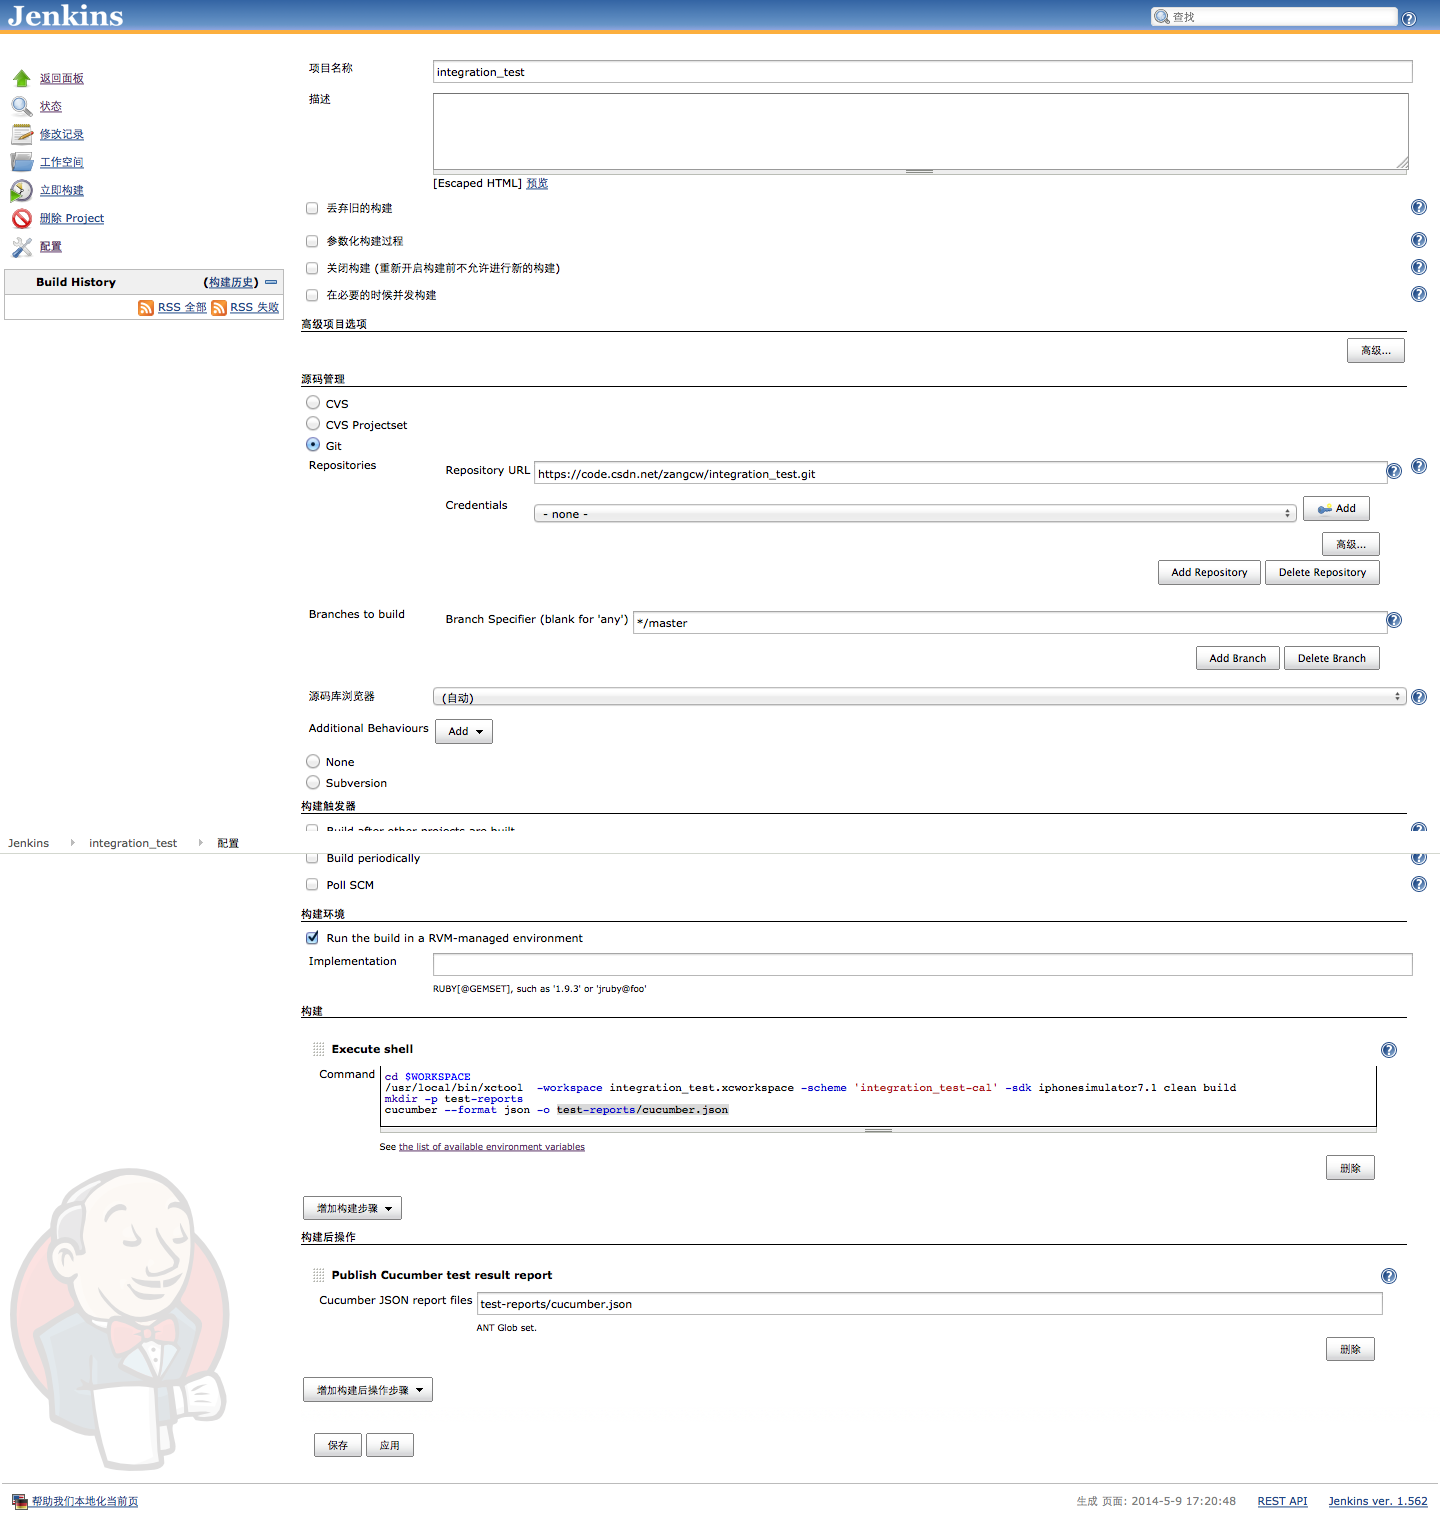 Jenkins
查找
返回面板
状态
修改记录
工作空间
立即构建
删除 Project
配置
Build History (构建历史)
RSS 全部 RSS 失败
项目名称 integration_test
描述
[Escaped HTML] 预览
丢弃旧的构建
参数化构建过程
关闭构建 (重新开启构建前不允许进行新的构建)
在必要的时候并发构建
高级项目选项
高级...
源码管理
CVS
CVS Projectset
Git
Repositories Repository URL https://code.csdn.net/zangcw/integration_test.git
Credentials - none - Add
高级...
Add Repository Delete Repository
Branches to build Branch Specifier (blank for 'any') */master
Add Branch Delete Branch
源码库浏览器 (自动)
Additional Behaviours Add
None
Subversion
构建触发器
Build after other projects are built
Jenkins integration_test 配置
Build periodically
Poll SCM
构建环境
Run the build in a RVM-managed environment
Implementation
RUBY[@GEMSET], such as '1.9.3' or 'jruby@foo'
构建
Execute shell
Command cd $WORKSPACE
/usr/local/bin/xctool -workspace integration_test.xcworkspace -scheme 'integration_test-cal' -sdk iphonesimulator7.1 clean build
mkdir -p test-reports
cucumber --format json -o test-reports/cucumber.json
See the list of available environment variables
删除
增加构建步骤
构建后操作
Publish Cucumber test result report
Cucumber JSON report files test-reports/cucumber.json
ANT Glob set.
删除
增加构建后操作步骤
保存 应用
帮助我们本地化当前页 生成 页面: 2014-5-9 17:20:48 REST API Jenkins ver. 1.562